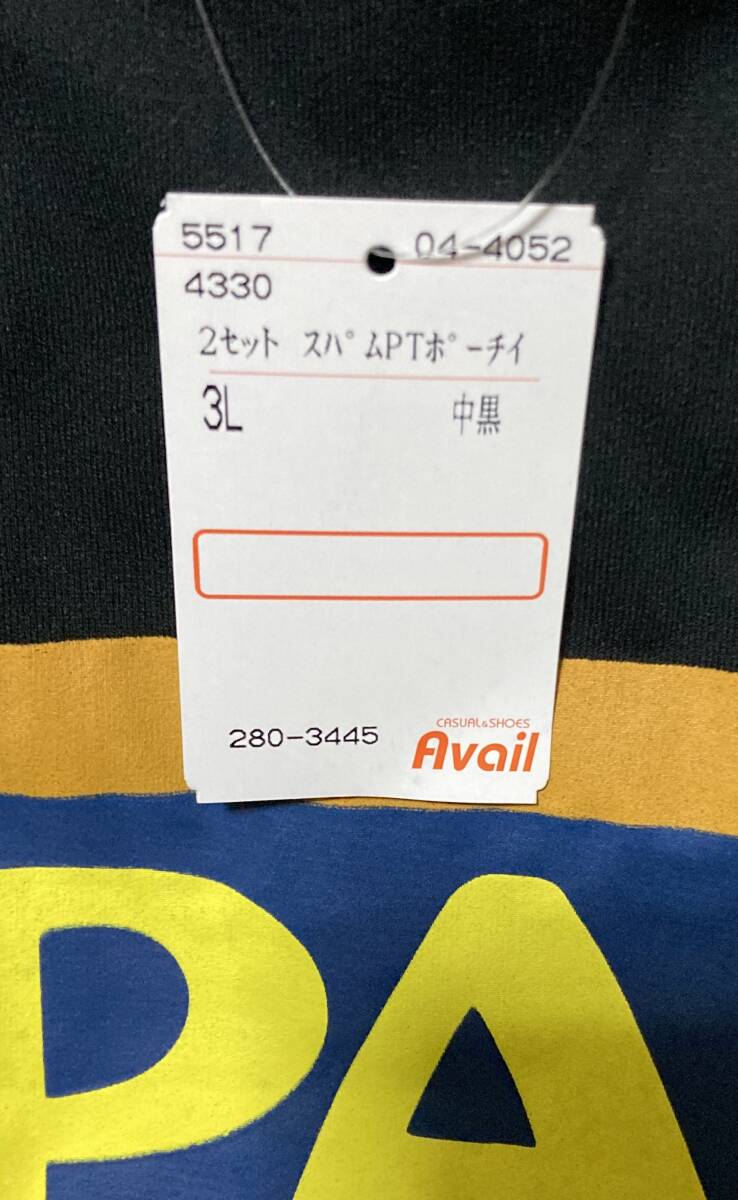 5517 04-4052
4330
2セット スパムPTポーチイ
3L 中黒
280-3445
CASUAL&SHOES
Avail
PA